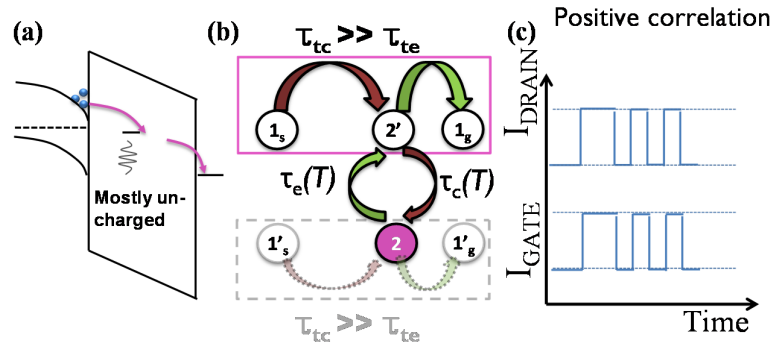 Positive correlation
(a)
(b)
τtc >> τte
(c)
1s
2'
1g
τe(T)
τc(T)
Mostly un-
charged
1's
2
1'g
τtc >> τte
IDRAIN
IGATE
Time